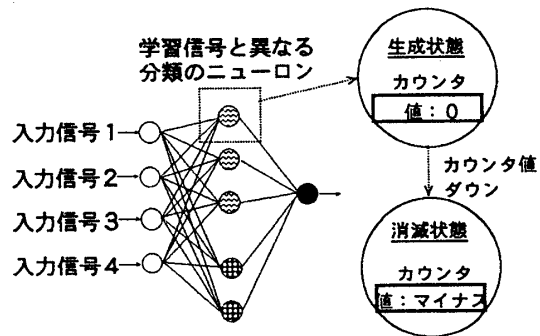 学習信号と異なる
分類のニューロン
入力信号1
入力信号2
入力信号3
入力信号4
生成状態
カウンタ
値：0
カウンタ値
ダウン
消滅状態
カウンタ
値：マイナス